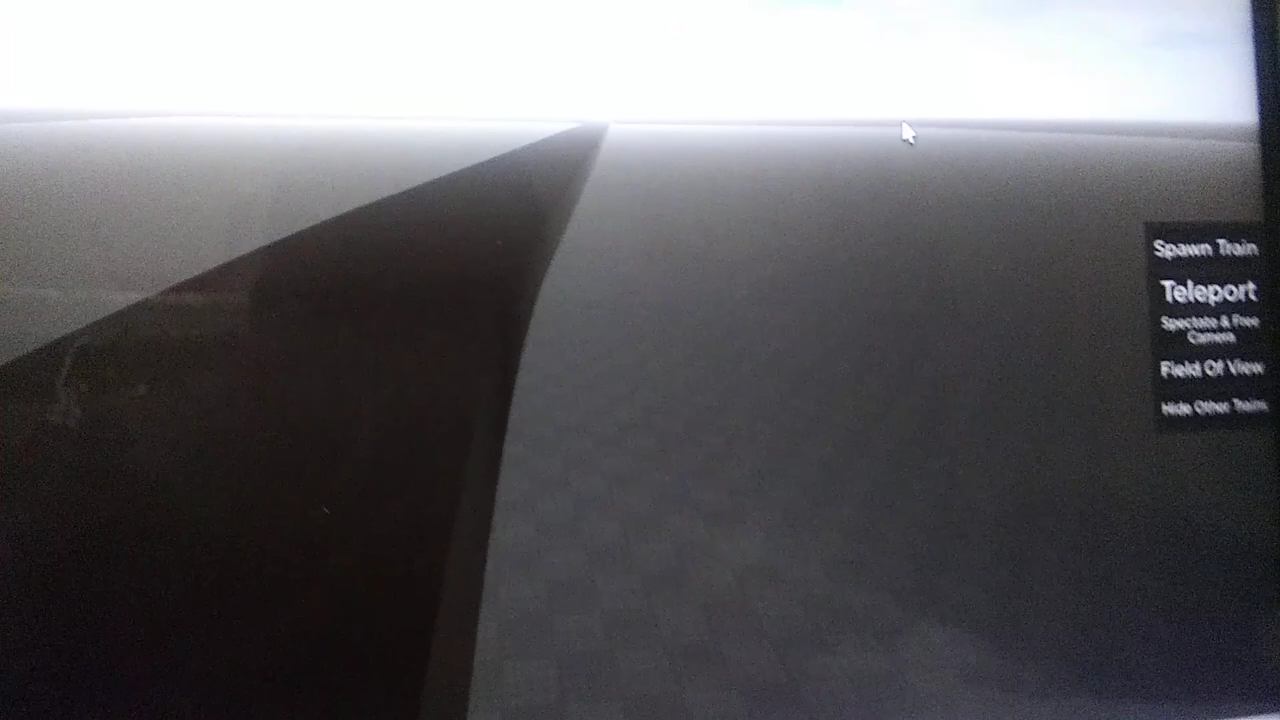 Spawn Train
Teleport
Spectate & Free
Camera
Field Of View
Hide Other Trains